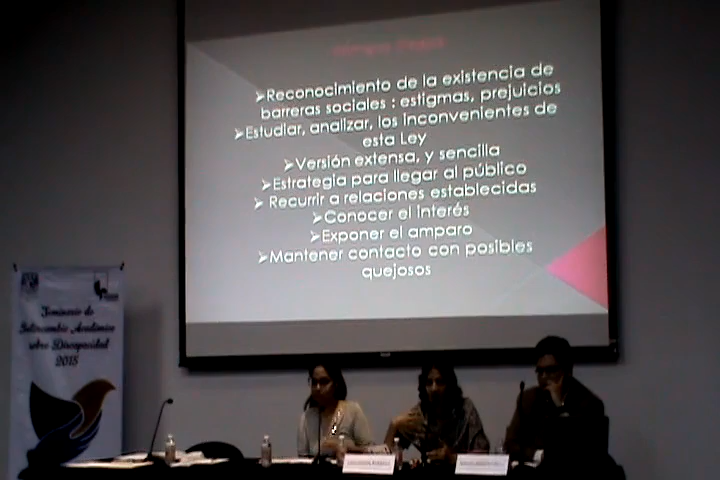 ➢Reconocimiento de la existencia de
barreras sociales : estigmas, prejuicios
➢Estudiar, analizar, los inconvenientes de
esta Ley
➢Versión extensa, y sencilla
➢Estrategia para llegar al público
➢ Recurrir a relaciones establecidas
➢Conocer el interés
➢Exponer el amparo
➢Mantener contacto con posibles
quejosos
Seminario de
Intercambio Académico
sobre Discapacidad
2015